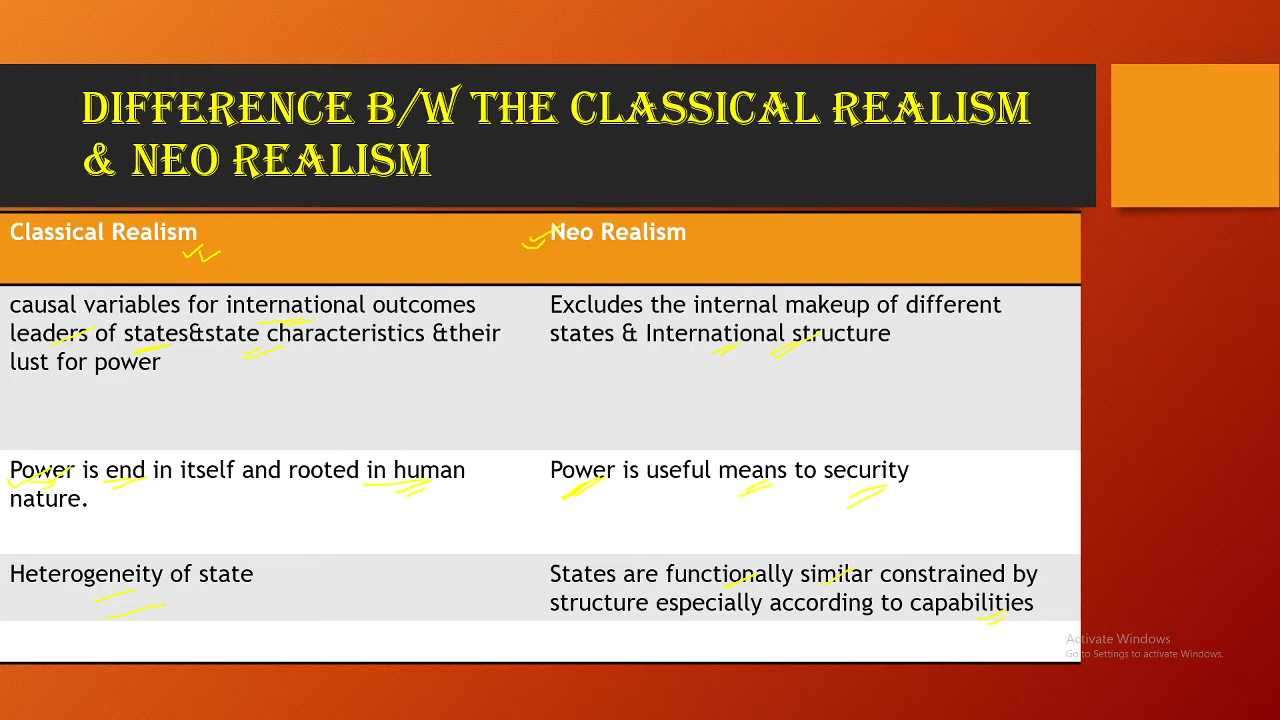 DIFFERENCE B/W THE CLASSICAL REALISM
& NEO REALISM
Classical Realism
Neo Realism
causal variables for international outcomes
leaders of states&state characteristics &their
lust for power
Excludes the internal makeup of different
states & International structure
Power is end in itself and rooted in human
nature.
Power is useful means to security
Heterogeneity of state
States are functionally similar constrained by
structure especially according to capabilities
Activate Windows
Go to Settings to activate Windows.